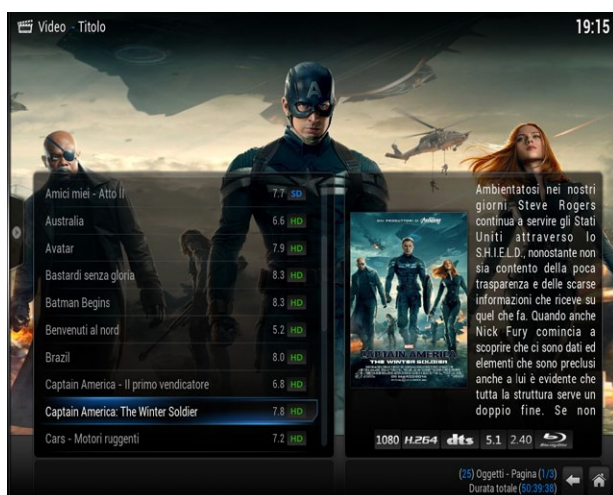 Video - Titolo
19:15
Amici miei - Atto II 7.7 SD
Australia 6.6 HD
Avatar 7.9 HD
Bastardi senza gloria 8.3 HD
Batman Begins 8.3 HD
Benvenuti al nord 5.2 HD
Brazil 8.0 HD
Captain America - Il primo vendicatore 6.8 HD
Captain America: The Winter Soldier 7.8 HD
Cars - Motori ruggenti 7.2 HD
CAPTAIN AMERICA
THE WINTER SOLDIER
Ambientatosi nei nostri
giorni, Steve Rogers
continua a servire gli Stati
Uniti attraverso lo
S.H.I.E.L.D., nonostante non
sia contento della poca
trasparenza e delle scarse
informazioni che riceve su
quel che fa. Quando anche
Nick Fury comincia a
scoprire che ci sono dati ed
elementi che sono preclusi
anche a lui è evidente che
tutta la struttura serve un
doppio fine. Se non
1080 H.264 dts 5.1 2.40
(25) Oggetti - Pagina (1/3)
Durata totale (50:39:38)